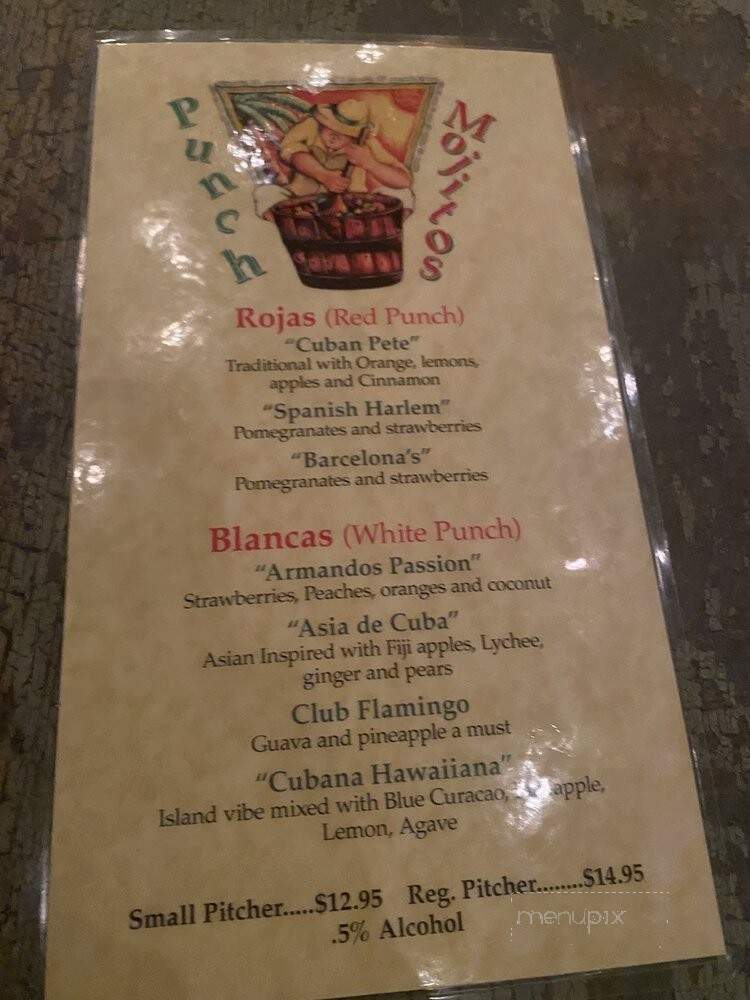 Punch
Mojitos
Rojas (Red Punch)
"Cuban Pete"
Traditional with Orange, lemons,
apples and Cinnamon
"Spanish Harlem"
Pomegranates and strawberries
"Barcelona's"
Pomegranates and strawberries
Blancas (White Punch)
"Armandos Passion"
Strawberries, Peaches, oranges and coconut
"Asia de Cuba"
Asian Inspired with Fiji apples, Lychee,
ginger and pears
Club Flamingo
Guava and pineapple a must
"Cubana Hawaiiana"
Island vibe mixed with Blue Curacao,
Lemon, Agave
Small Pitcher.....$12.95 Reg. Pitcher........$14.95
.5% Alcohol
menupix